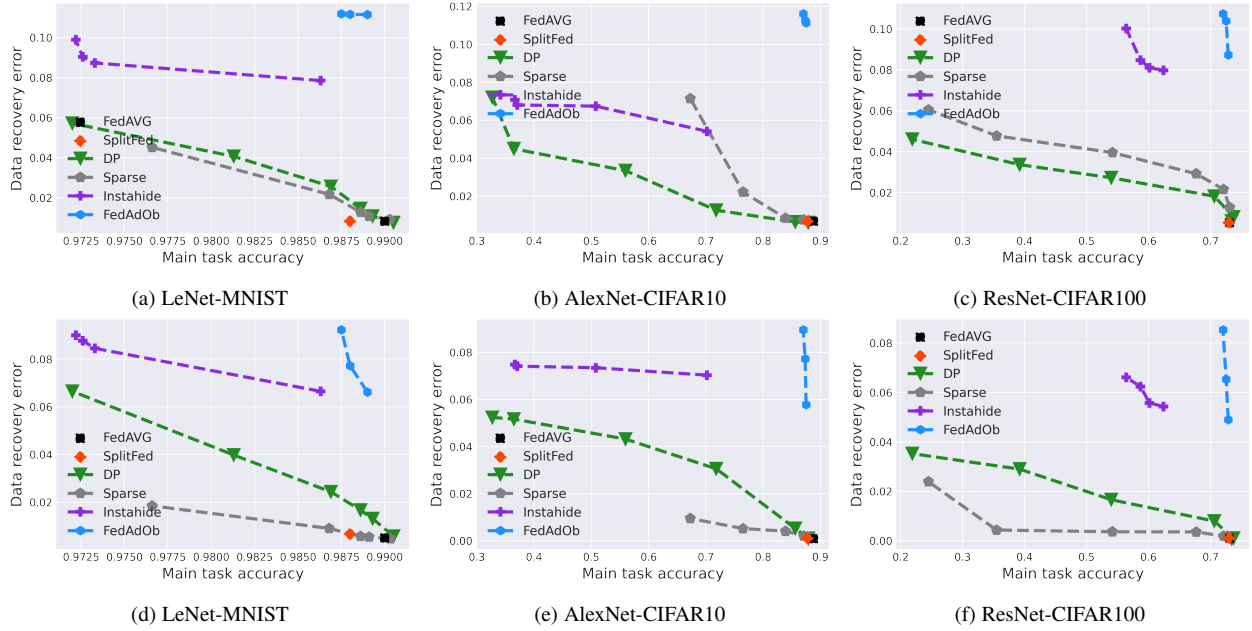 Data recovery error
0.10
0.08
0.06
0.04
0.02
FedAVG
SplitFed
DP
Sparse
Instahide
FedAdOb
0.9725 0.9750 0.9775 0.9800 0.9825 0.9850 0.9875 0.9900
Main task accuracy
(a) LeNet-MNIST
Data recovery error
0.12
0.10
0.08
0.06
0.04
0.02
0.00
FedAVG
SplitFed
DP
Sparse
Instahide
FedAdOb
0.3 0.4 0.5 0.6 0.7 0.8 0.9
Main task accuracy
(b) AlexNet-CIFAR10
Data recovery error
0.10
0.08
0.06
0.04
0.02
FedAVG
SplitFed
DP
Sparse
Instahide
FedAdOb
0.2 0.3 0.4 0.5 0.6 0.7
Main task accuracy
(c) ResNet-CIFAR100
Data recovery error
0.08
0.06
0.04
0.02
FedAVG
SplitFed
DP
Sparse
Instahide
FedAdOb
0.9725 0.9750 0.9775 0.9800 0.9825 0.9850 0.9875 0.9900
Main task accuracy
(d) LeNet-MNIST
Data recovery error
0.08
0.06
0.04
0.02
0.00
FedAVG
SplitFed
DP
Sparse
Instahide
FedAdOb
0.3 0.4 0.5 0.6 0.7 0.8 0.9
Main task accuracy
(e) AlexNet-CIFAR10
Data recovery error
0.08
0.06
0.04
0.02
0.00
FedAVG
SplitFed
DP
Sparse
Instahide
FedAdOb
0.2 0.3 0.4 0.5 0.6 0.7
Main task accuracy
(f) ResNet-CIFAR100